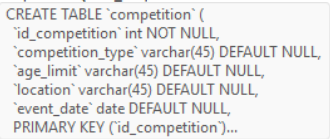 CREATE TABLE `competition` (
`id_competition` int NOT NULL,
`competition_type` varchar(45) DEFAULT NULL,
`age_limit` varchar(45) DEFAULT NULL,
`location` varchar(45) DEFAULT NULL,
`event_date` date DEFAULT NULL,
PRIMARY KEY (`id_competition`)...